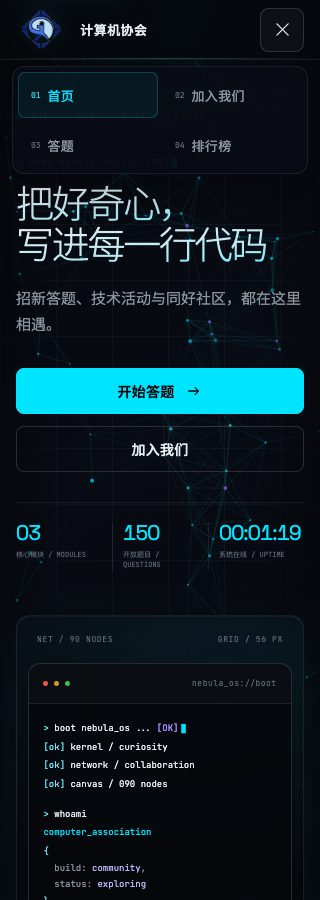 计算机协会
01 首页
02 加入我们
03 答题
04 排行榜
> boot nebula_os ... [OK]
把好奇心，
写进每一行代码
招新答题、技术活动与同好社区，都在这里
相遇。
开始答题 →
加入我们
03
核心模块 / MODULES
150
开放题目 /
QUESTIONS
00:01:19
系统在线 / UPTIME
NET / 90 NODES
GRID / 56 PX
nebula_os://boot
> boot nebula_os ... [OK]
[ok] kernel / curiosity
[ok] network / collaboration
[ok] canvas / 090 nodes
> whoami
computer_association
{
build: community,
status: exploring
}